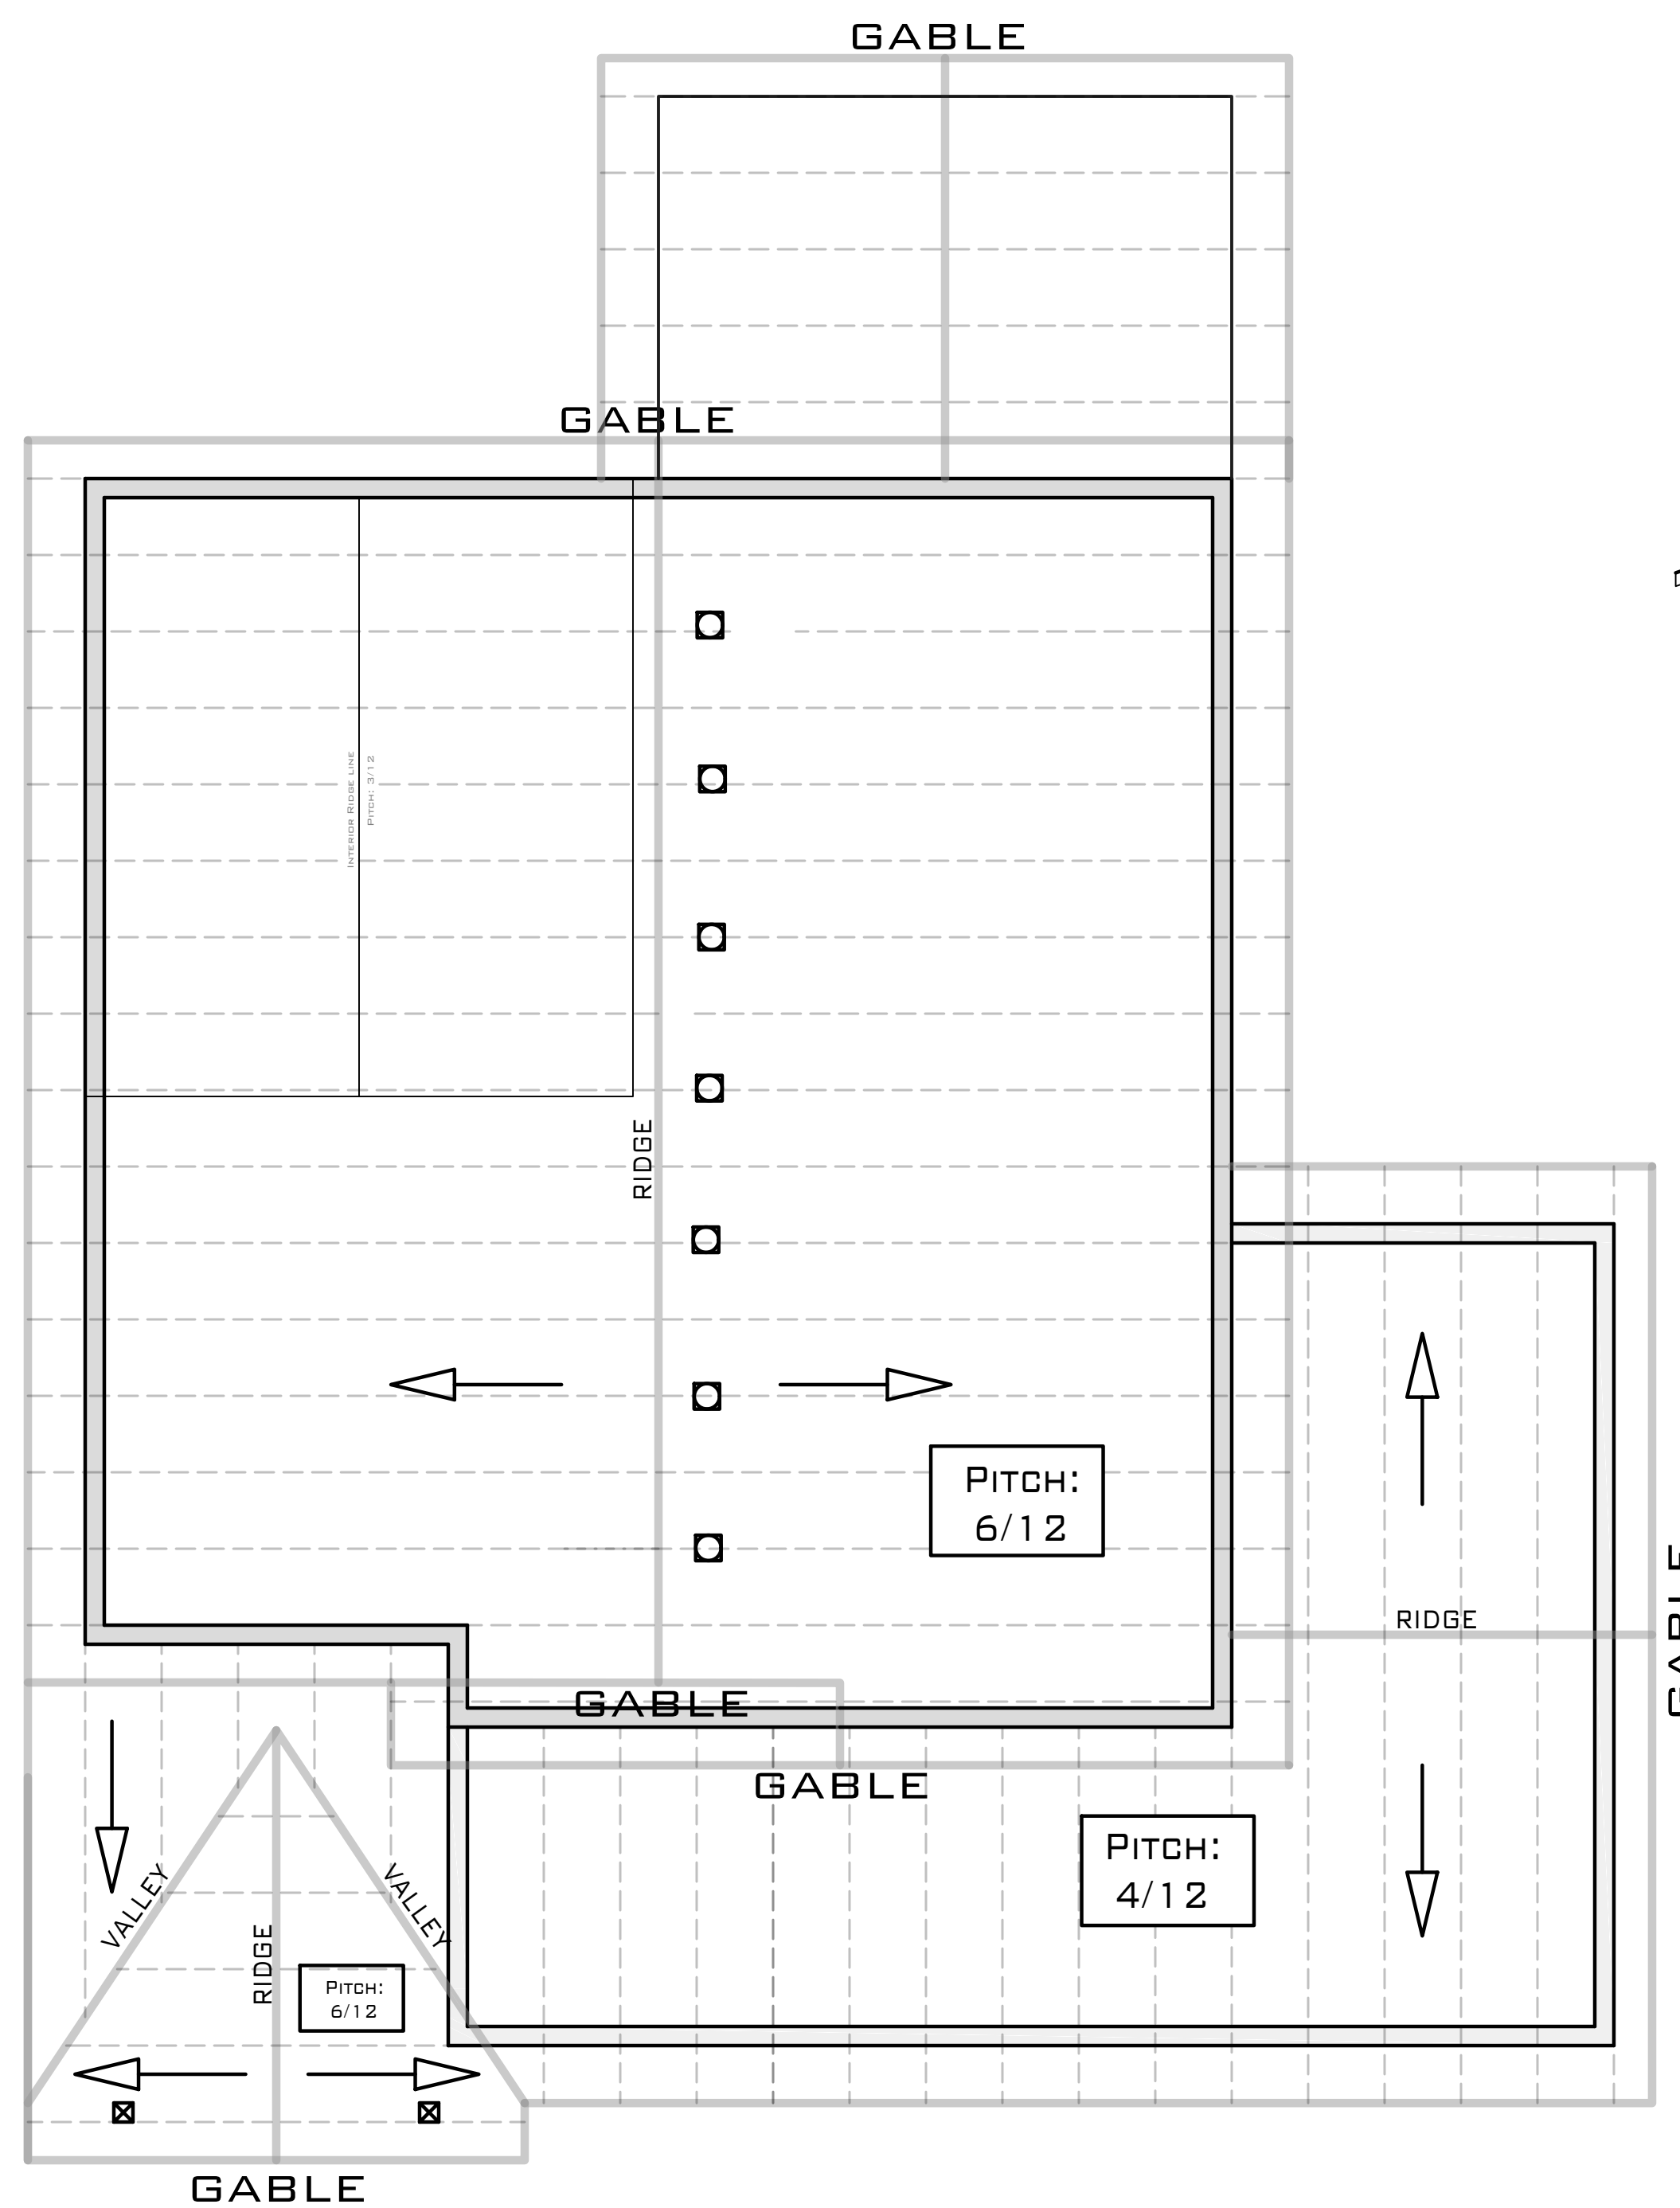 GABLE
GABLE
Interior Ridge line
Pitch: 3/12
RIDGE
Pitch:
6/12
GABLE
RIDGE
GABLE
GABLE
Pitch:
4/12
VALLEY
VALLEY
RIDGE
Pitch:
6/12
GABLE